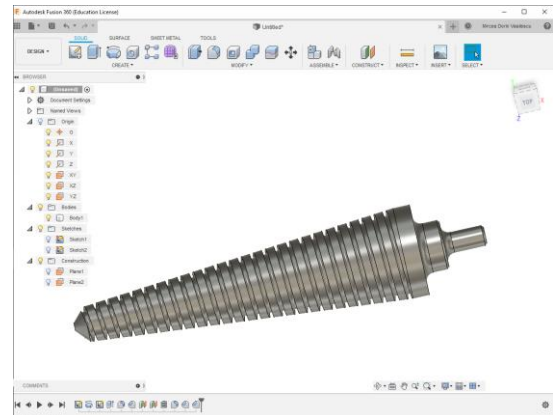 Autodesk Fusion 360 (Education License)
Untitled*
SOLID SURFACE SHEET METAL TOOLS
DESIGN
CREATE MODIFY ASSEMBLE CONSTRUCT INSPECT INSERT SELECT
BROWSER
(Unsaved)
Document Settings
Named Views
Origin
O
X
Y
Z
XY
XZ
YZ
Bodies
Body1
Sketches
Sketch1
Sketch2
Construction
Plane1
Plane2
TOP
X
Z
COMMENTS